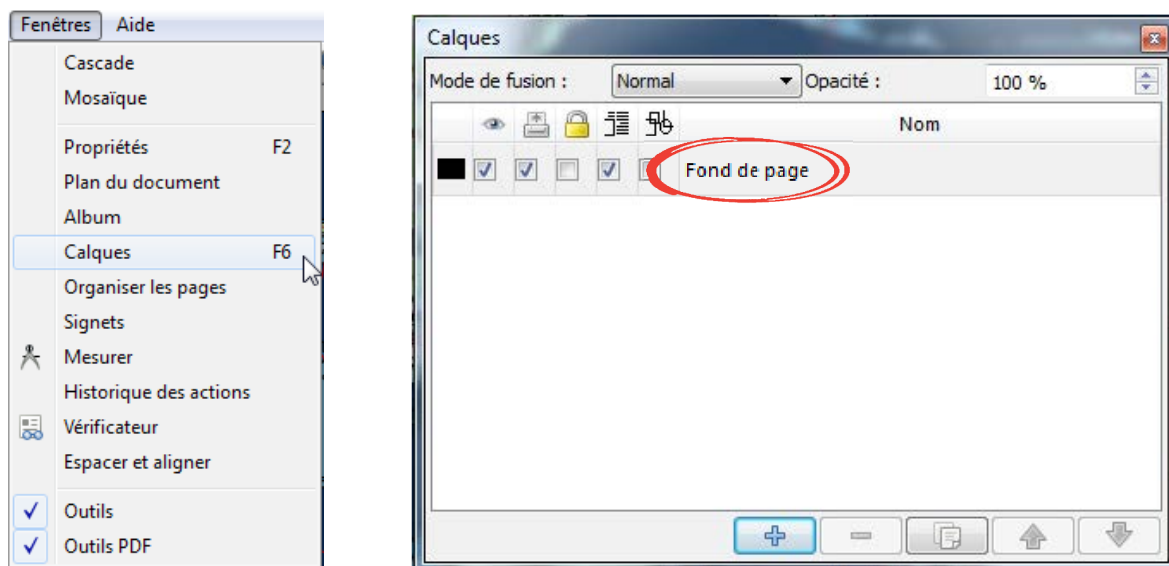 Fenêtres Aide
Cascade
Mosaïque
Propriétés F2
Plan du document
Album
Calques F6
Organiser les pages
Signets
Mesurer
Historique des actions
Vérificateur
Espacer et aligner
Outils
Outils PDF
Calques
Mode de fusion : Normal Opacité : 100 %
Nom
Fond de page